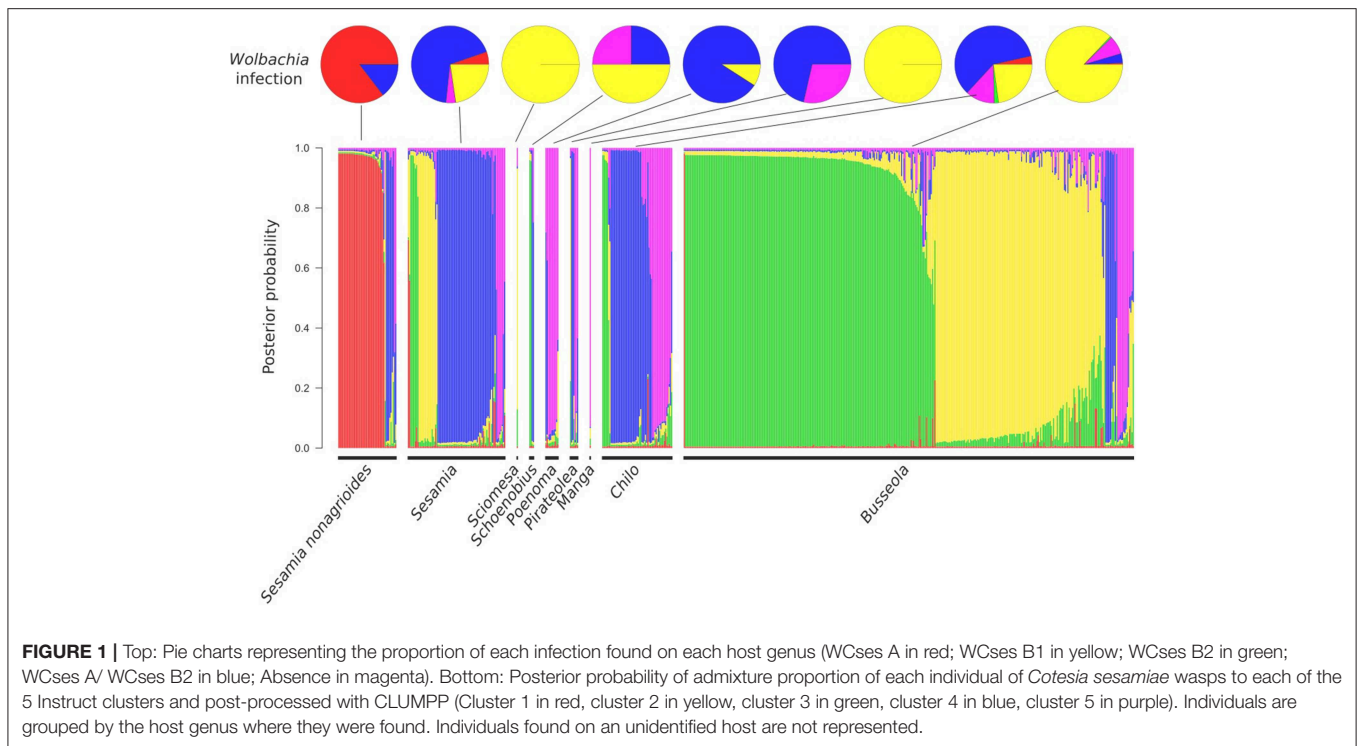 Wolbachia
infection
Posterior probability
1.0
0.8
0.6
0.4
0.2
0.0
Sesamia nonagrioides
Sesamia
Sciomesa
Schoenobius
Poenoma
Pirateolea
Manga
Chilo
Busseola
FIGURE 1 | Top: Pie charts representing the proportion of each infection found on each host genus (WCses A in red; WCses B1 in yellow; WCses B2 in green;
WCses A/ WCses B2 in blue; Absence in magenta). Bottom: Posterior probability of admixture proportion of each individual of Cotesia sesamiae wasps to each of the
5 Instruct clusters and post-processed with CLUMPP (Cluster 1 in red, cluster 2 in yellow, cluster 3 in green, cluster 4 in blue, cluster 5 in purple). Individuals are
grouped by the host genus where they were found. Individuals found on an unidentified host are not represented.